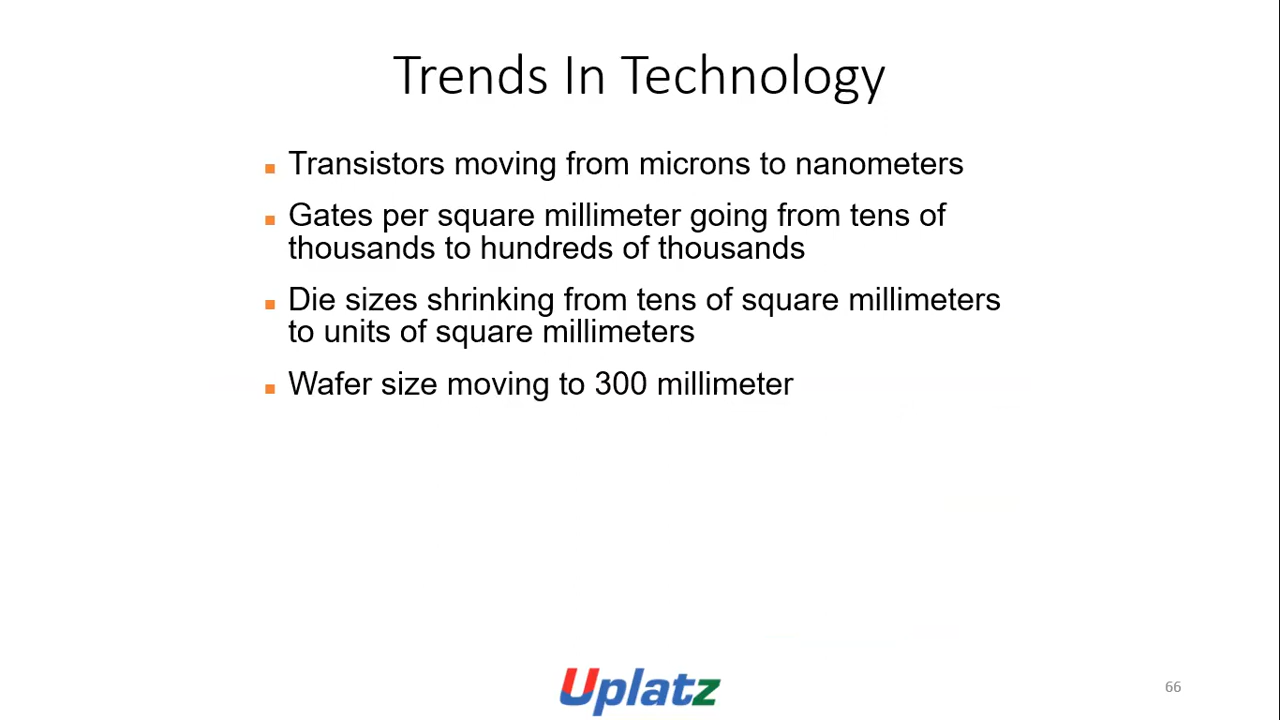 Trends In Technology
Transistors moving from microns to nanometers
Gates per square millimeter going from tens of
thousands to hundreds of thousands
Die sizes shrinking from tens of square millimeters
to units of square millimeters
Wafer size moving to 300 millimeter
Uplatz
66